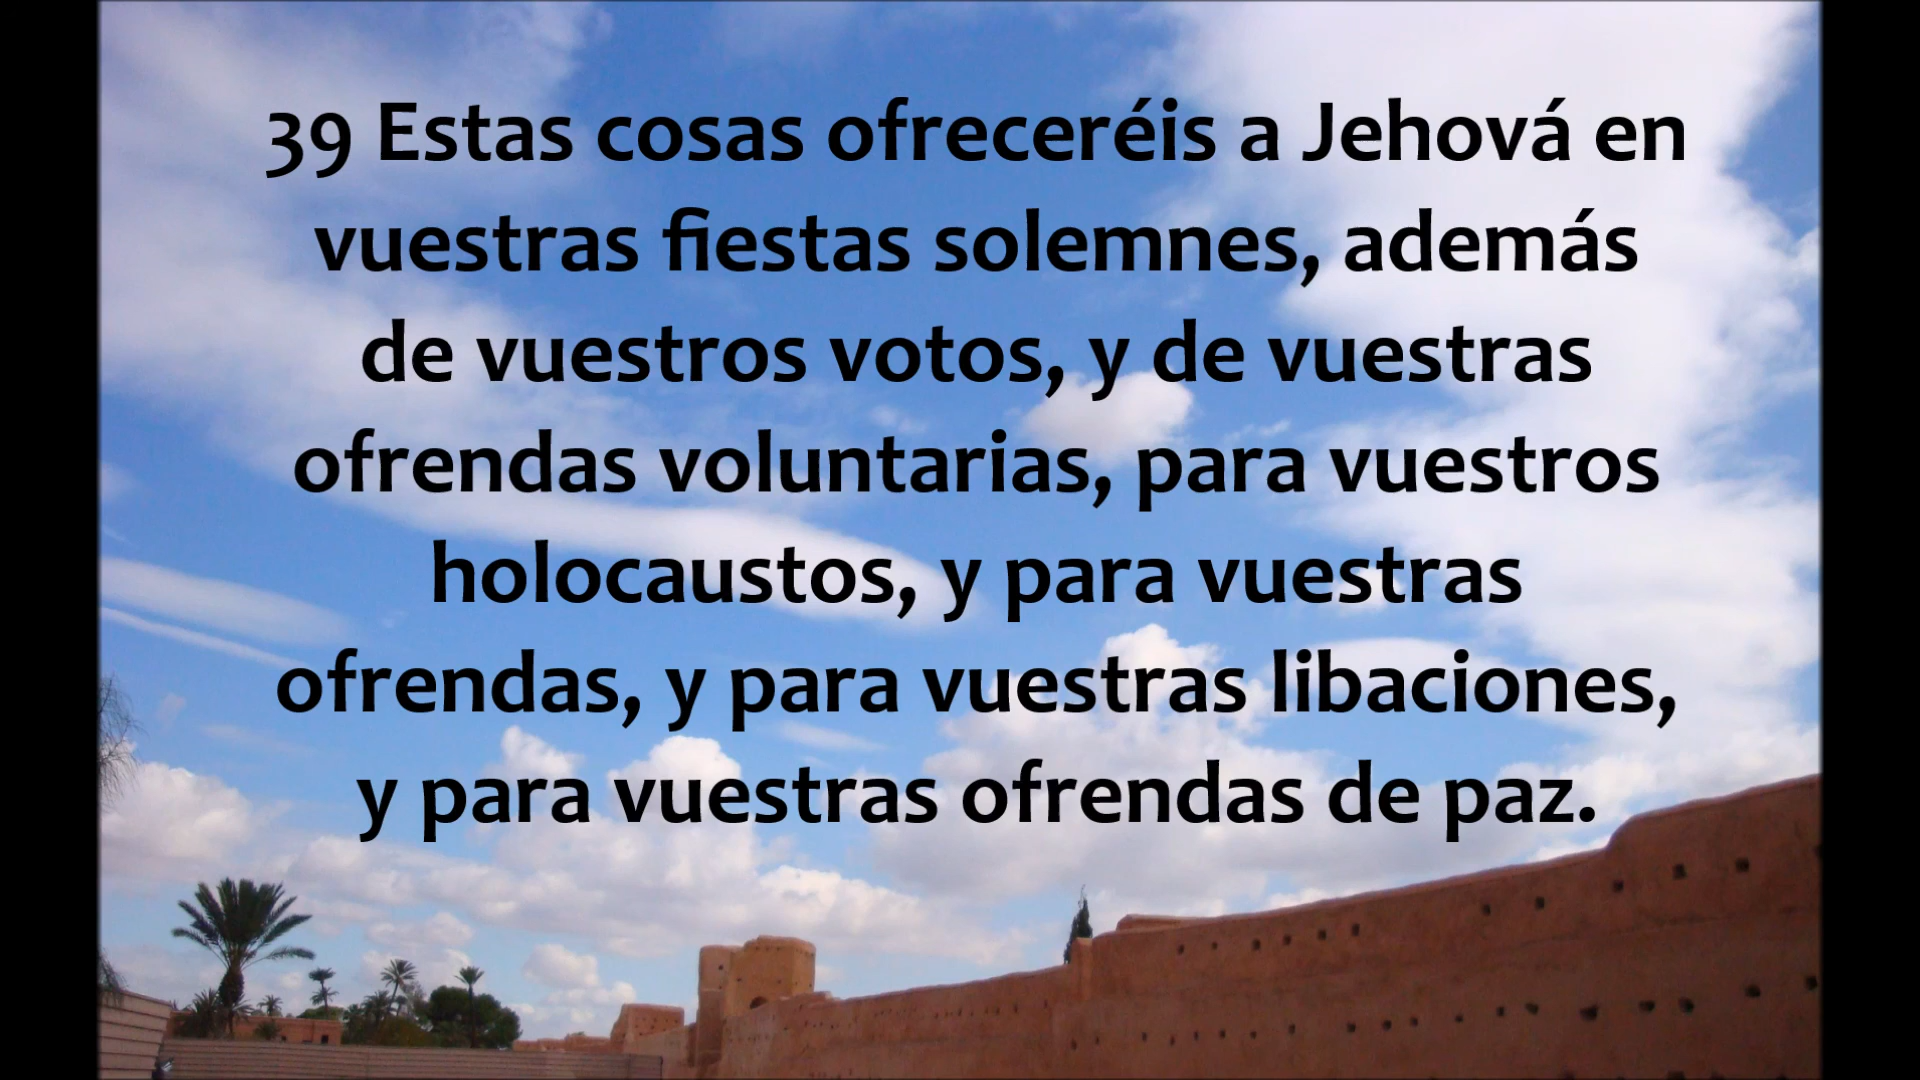 39 Estas cosas ofreceréis a Jehová en
vuestras fiestas solemnes, además
de vuestros votos, y de vuestras
ofrendas voluntarias, para vuestros
holocaustos, y para vuestras
ofrendas, y para vuestras libaciones,
y para vuestras ofrendas de paz.